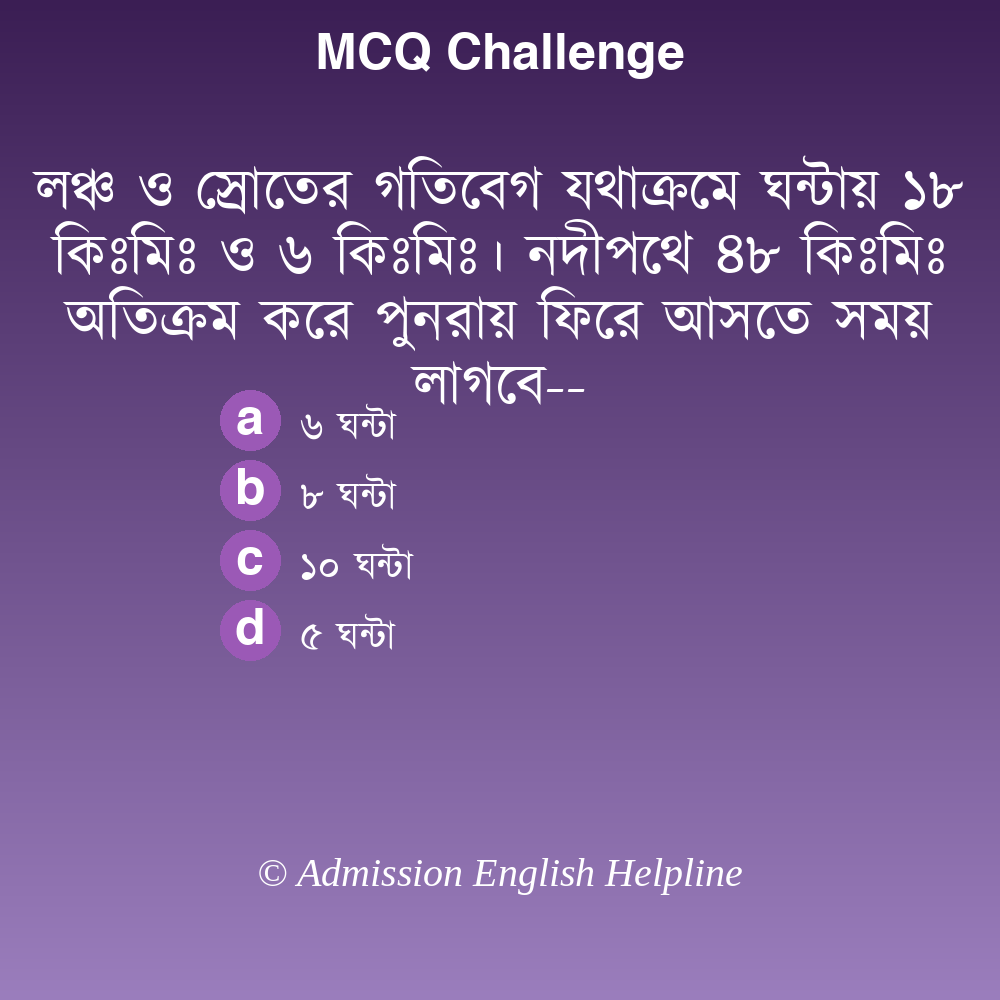 MCQ Challenge
লঞ্চ ও স্রোতের গতিবেগ যথাক্রমে ঘন্টায় ১৮
কিঃমিঃ ও ৬ কিঃমিঃ। নদীপথে ৪৮ কিঃমিঃ
অতিক্রম করে পুনরায় ফিরে আসতে সময়
লাগবে--
a ৬ ঘন্টা
b ৮ ঘন্টা
c ১০ ঘন্টা
d ৫ ঘন্টা
© Admission English Helpline